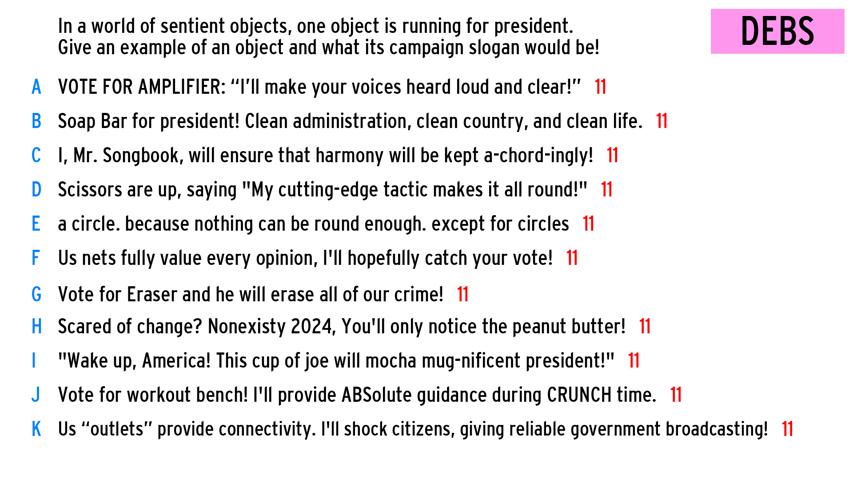 In a world of sentient objects, one object is running for president.
Give an example of an object and what its campaign slogan would be!
DEBS
A VOTE FOR AMPLIFIER: “I’ll make your voices heard loud and clear!” 11
B Soap Bar for president! Clean administration, clean country, and clean life. 11
C I, Mr. Songbook, will ensure that harmony will be kept a-chord-ingly! 11
D Scissors are up, saying "My cutting-edge tactic makes it all round!" 11
E a circle. because nothing can be round enough. except for circles 11
F Us nets fully value every opinion, I'll hopefully catch your vote! 11
G Vote for Eraser and he will erase all of our crime! 11
H Scared of change? Nonexisty 2024, You'll only notice the peanut butter! 11
I "Wake up, America! This cup of joe will mocha mug-nificent president!" 11
J Vote for workout bench! I'll provide ABSolute guidance during CRUNCH time. 11
K Us “outlets” provide connectivity. I'll shock citizens, giving reliable government broadcasting! 11